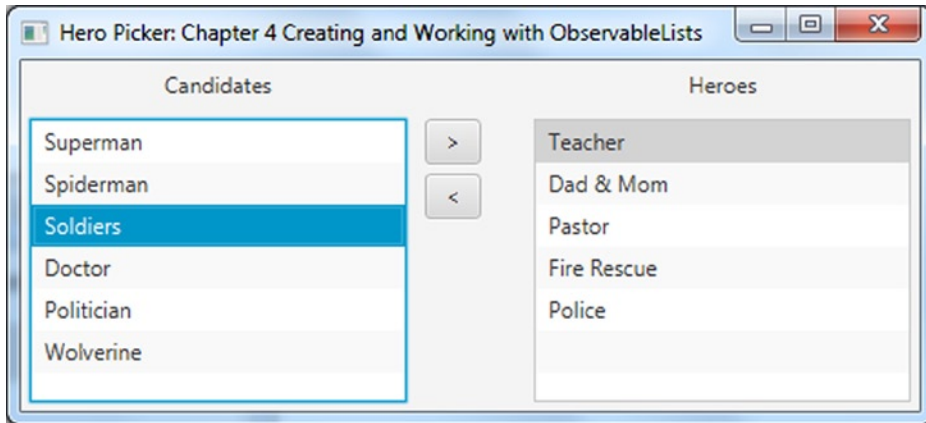 Hero Picker: Chapter 4 Creating and Working with ObservableLists
Candidates
Heroes
Superman
Spiderman
Soldiers
Doctor
Politician
Wolverine
>
<
Teacher
Dad & Mom
Pastor
Fire Rescue
Police